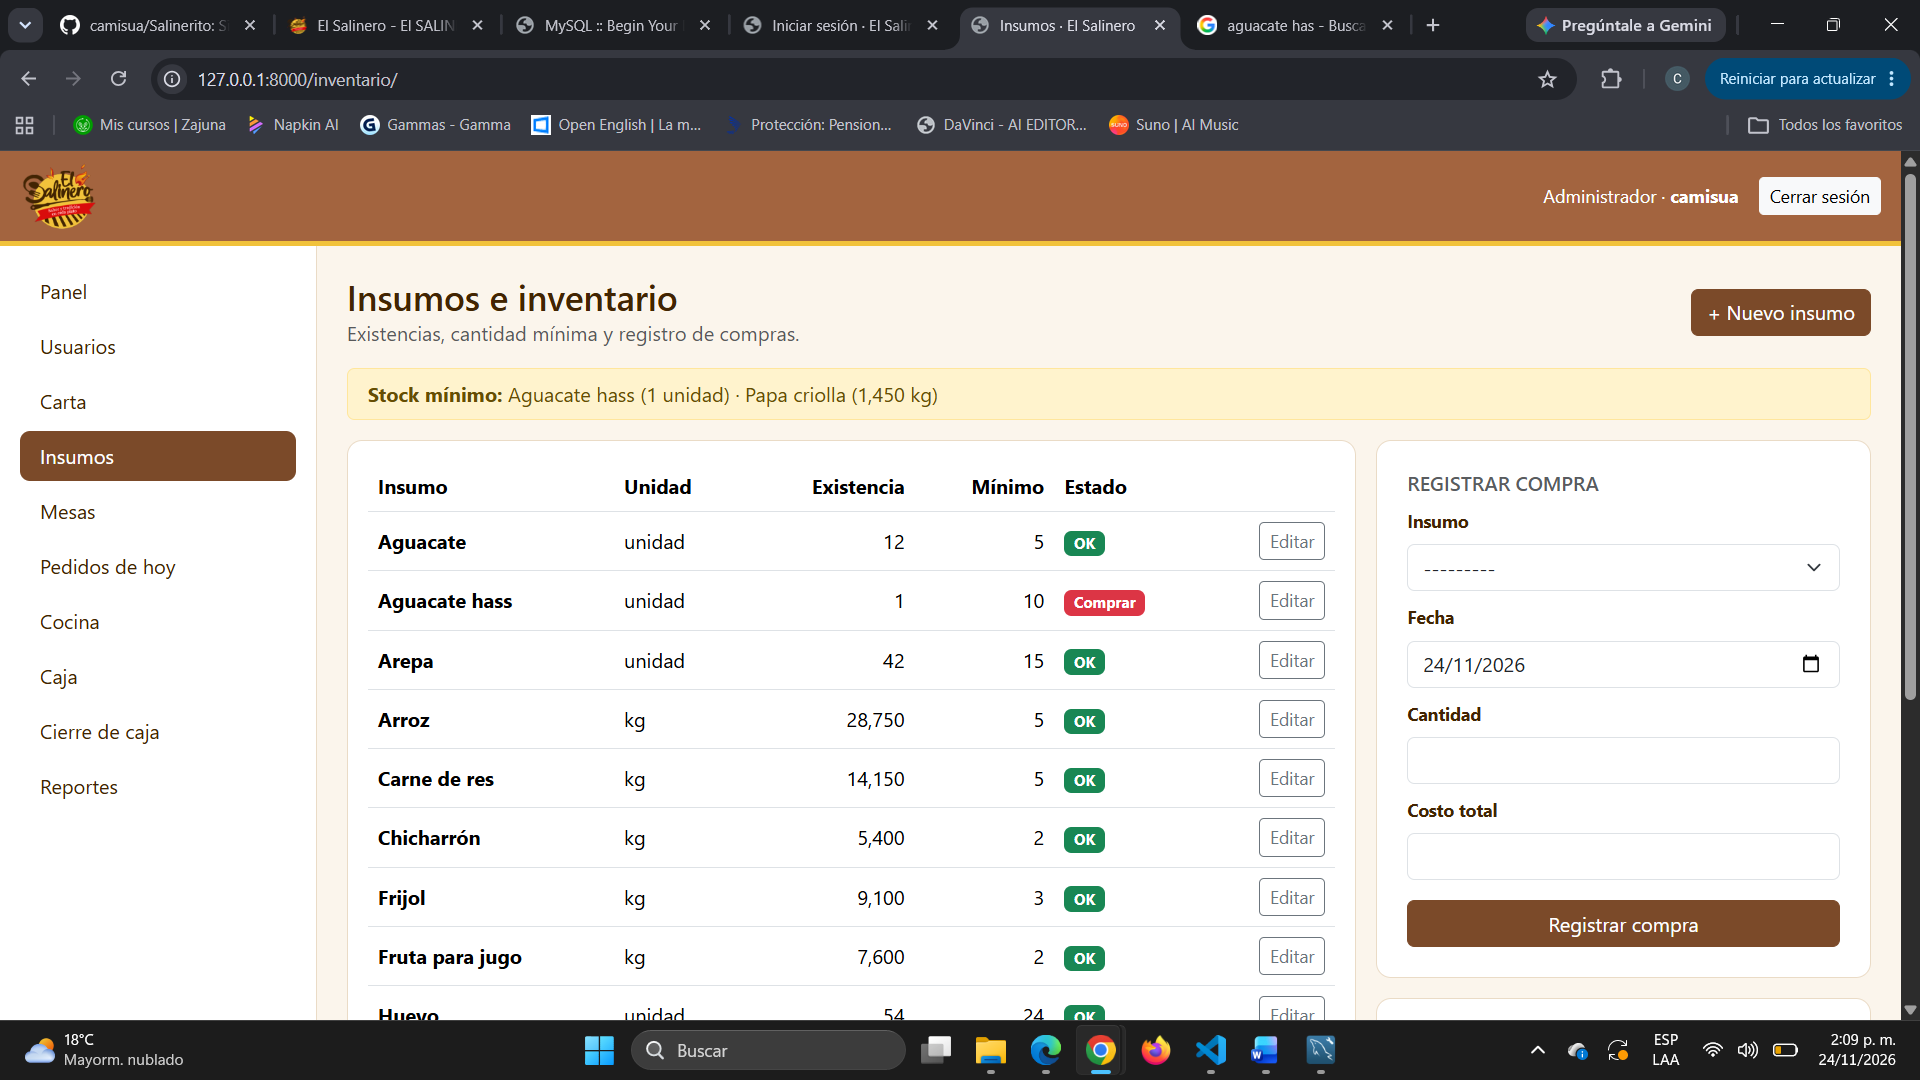 camisua/Salinerito: S
El Salinero - El SALIN
MySQL :: Begin Your
Iniciar sesión · El Sali
Insumos · El Salinero
aguacate has - Busca
Pregúntale a Gemini
127.0.0.1:8000/inventario/
C
Reiniciar para actualizar
Mis cursos | Zajuna
Napkin AI
Gammas - Gamma
Open English | La m...
Protección: Pension...
DaVinci - AI EDITOR...
Suno | AI Music
Todos los favoritos
El Salinero
Administrador · camisua
Cerrar sesión
Panel
Usuarios
Carta
Insumos
Mesas
Pedidos de hoy
Cocina
Caja
Cierre de caja
Reportes
Insumos e inventario
Existencias, cantidad mínima y registro de compras.
+ Nuevo insumo
Stock mínimo: Aguacate hass (1 unidad) · Papa criolla (1,450 kg)
Insumo Unidad Existencia Mínimo Estado
Aguacate unidad 12 5 OK Editar
Aguacate hass unidad 1 10 Comprar Editar
Arepa unidad 42 15 OK Editar
Arroz kg 28,750 5 OK Editar
Carne de res kg 14,150 5 OK Editar
Chicharrón kg 5,400 2 OK Editar
Frijol kg 9,100 3 OK Editar
Fruta para jugo kg 7,600 2 OK Editar
Huevo unidad 54 24 OK Editar
REGISTRAR COMPRA
Insumo
---------
Fecha
24/11/2026
Cantidad
Costo total
Registrar compra
18°C
Mayorm. nublado
Buscar
ESP
LAA
2:09 p. m.
24/11/2026